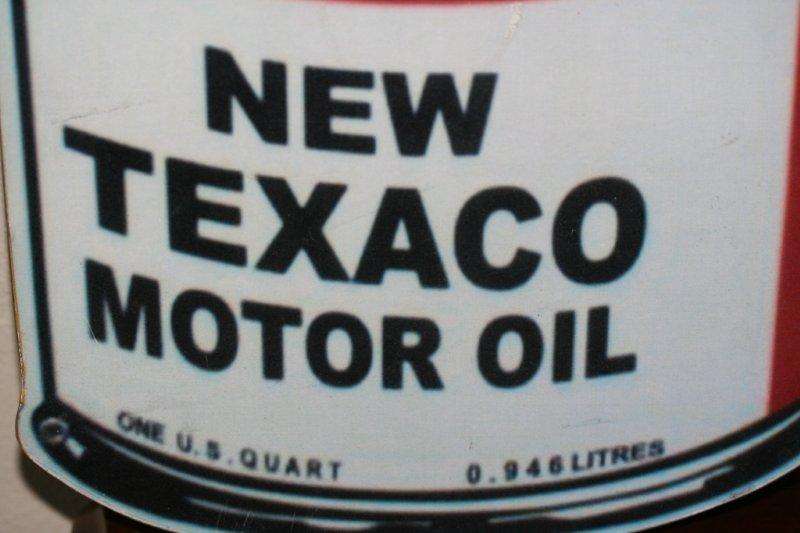 NEW
TEXACO
MOTOR OIL
ONE U.S. QUART 0.946 LITRES